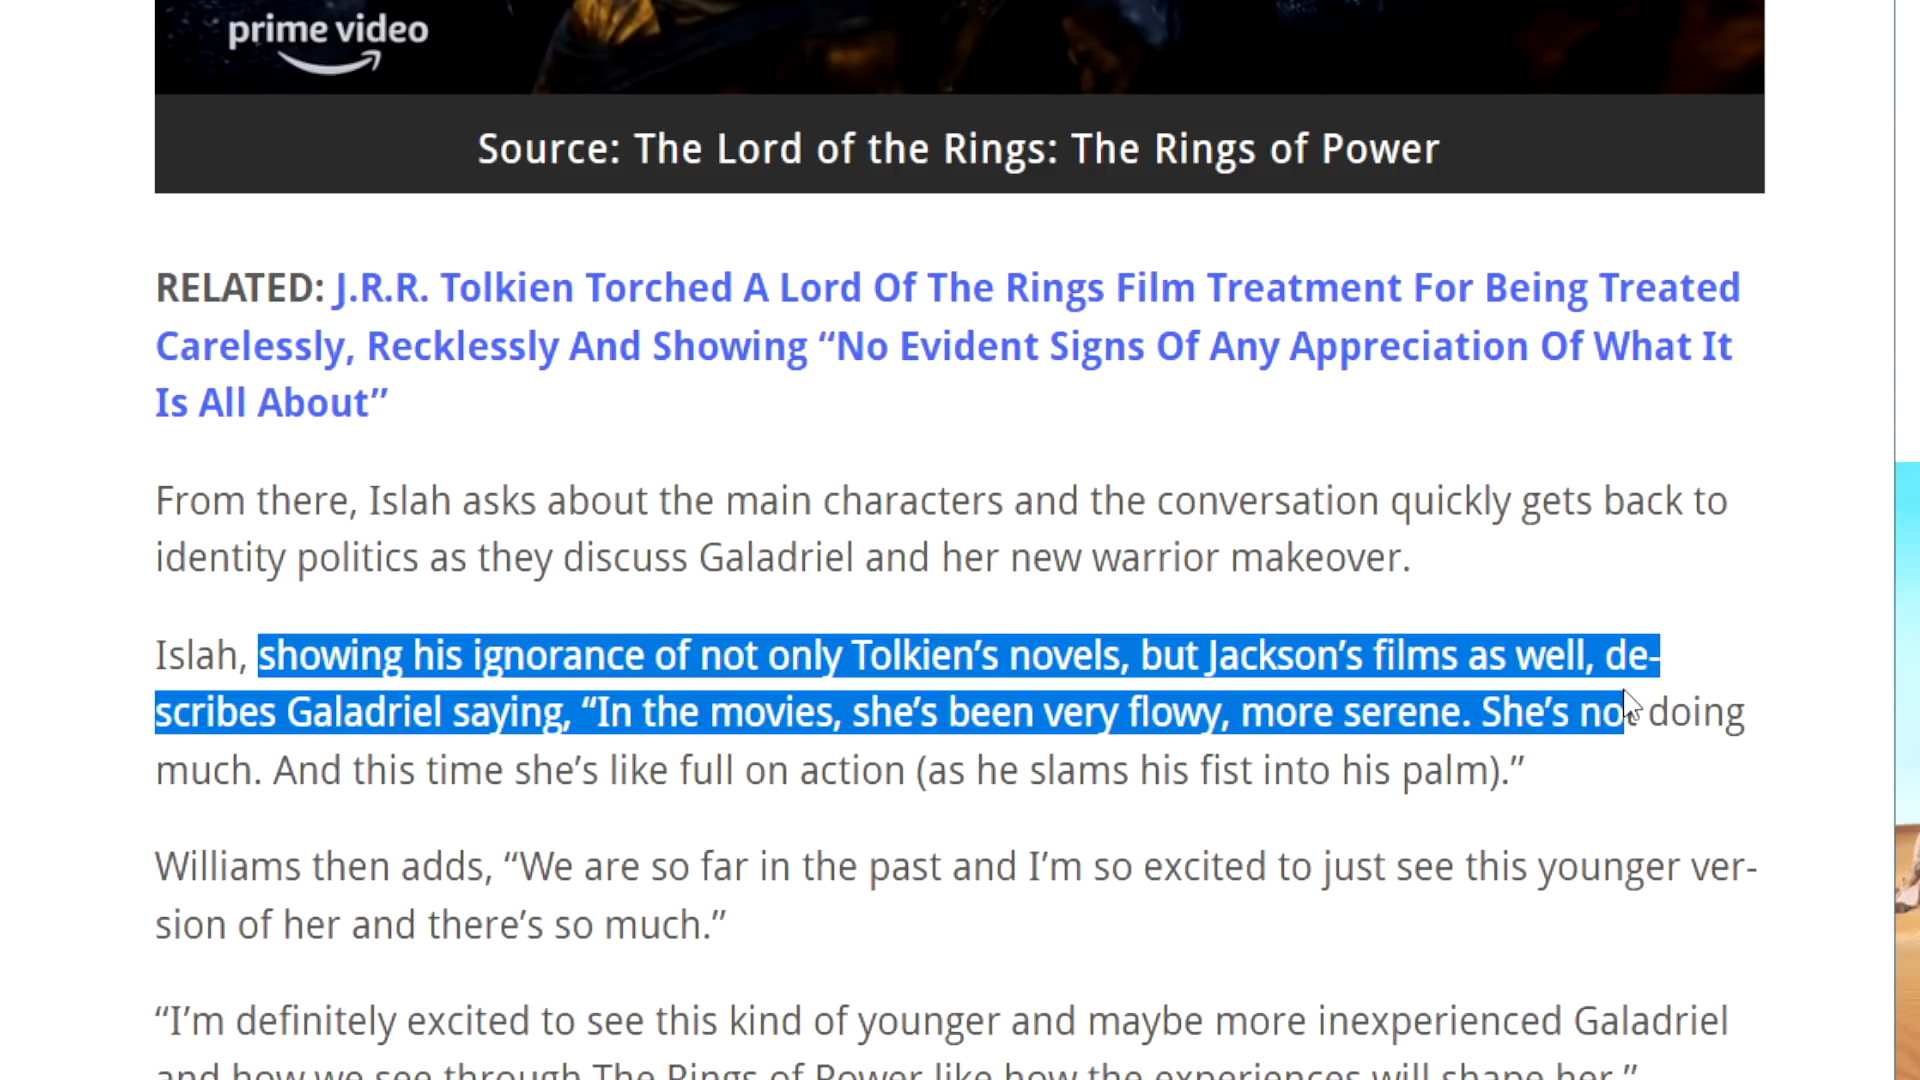 prime video
Source: The Lord of the Rings: The Rings of Power
RELATED: J.R.R. Tolkien Torched A Lord Of The Rings Film Treatment For Being Treated
Carelessly, Recklessly And Showing “No Evident Signs Of Any Appreciation Of What It
Is All About”
From there, Islah asks about the main characters and the conversation quickly gets back to
identity politics as they discuss Galadriel and her new warrior makeover.
Islah, showing his ignorance of not only Tolkien’s novels, but Jackson’s films as well, de-
scribes Galadriel saying, “In the movies, she’s been very flowy, more serene. She’s not doing
much. And this time she’s like full on action (as he slams his fist into his palm).”
Williams then adds, “We are so far in the past and I’m so excited to just see this younger ver-
sion of her and there’s so much.”
“I’m definitely excited to see this kind of younger and maybe more inexperienced Galadriel
and how we see through The Rings of Power like how the experiences will shape her.”